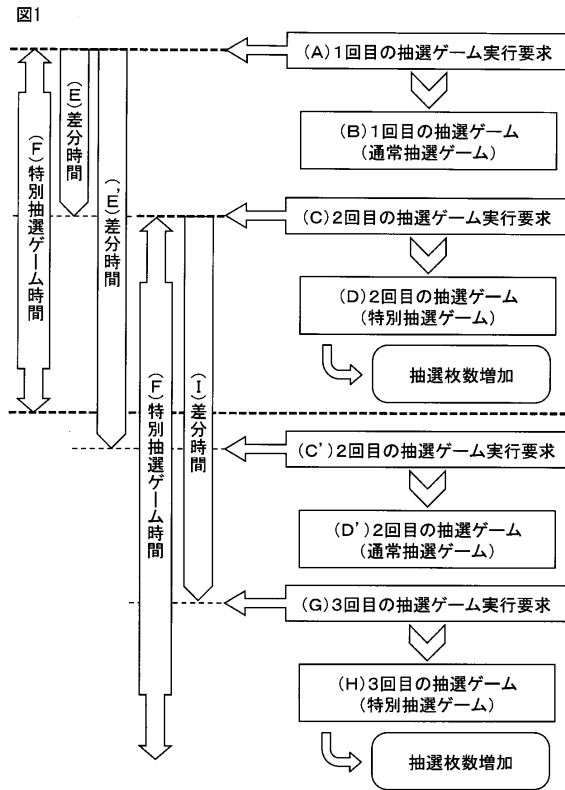 図1
(A)1回目の抽選ゲーム実行要求
(B)1回目の抽選ゲーム
(通常抽選ゲーム)
(E)差分時間
(E')差分時間
(F)特別抽選ゲーム時間
(C)2回目の抽選ゲーム実行要求
(D)2回目の抽選ゲーム
(特別抽選ゲーム)
抽選枚数増加
(F)特別抽選ゲーム時間
(I)差分時間
(C')2回目の抽選ゲーム実行要求
(D')2回目の抽選ゲーム
(通常抽選ゲーム)
(G)3回目の抽選ゲーム実行要求
(H)3回目の抽選ゲーム
(特別抽選ゲーム)
抽選枚数増加